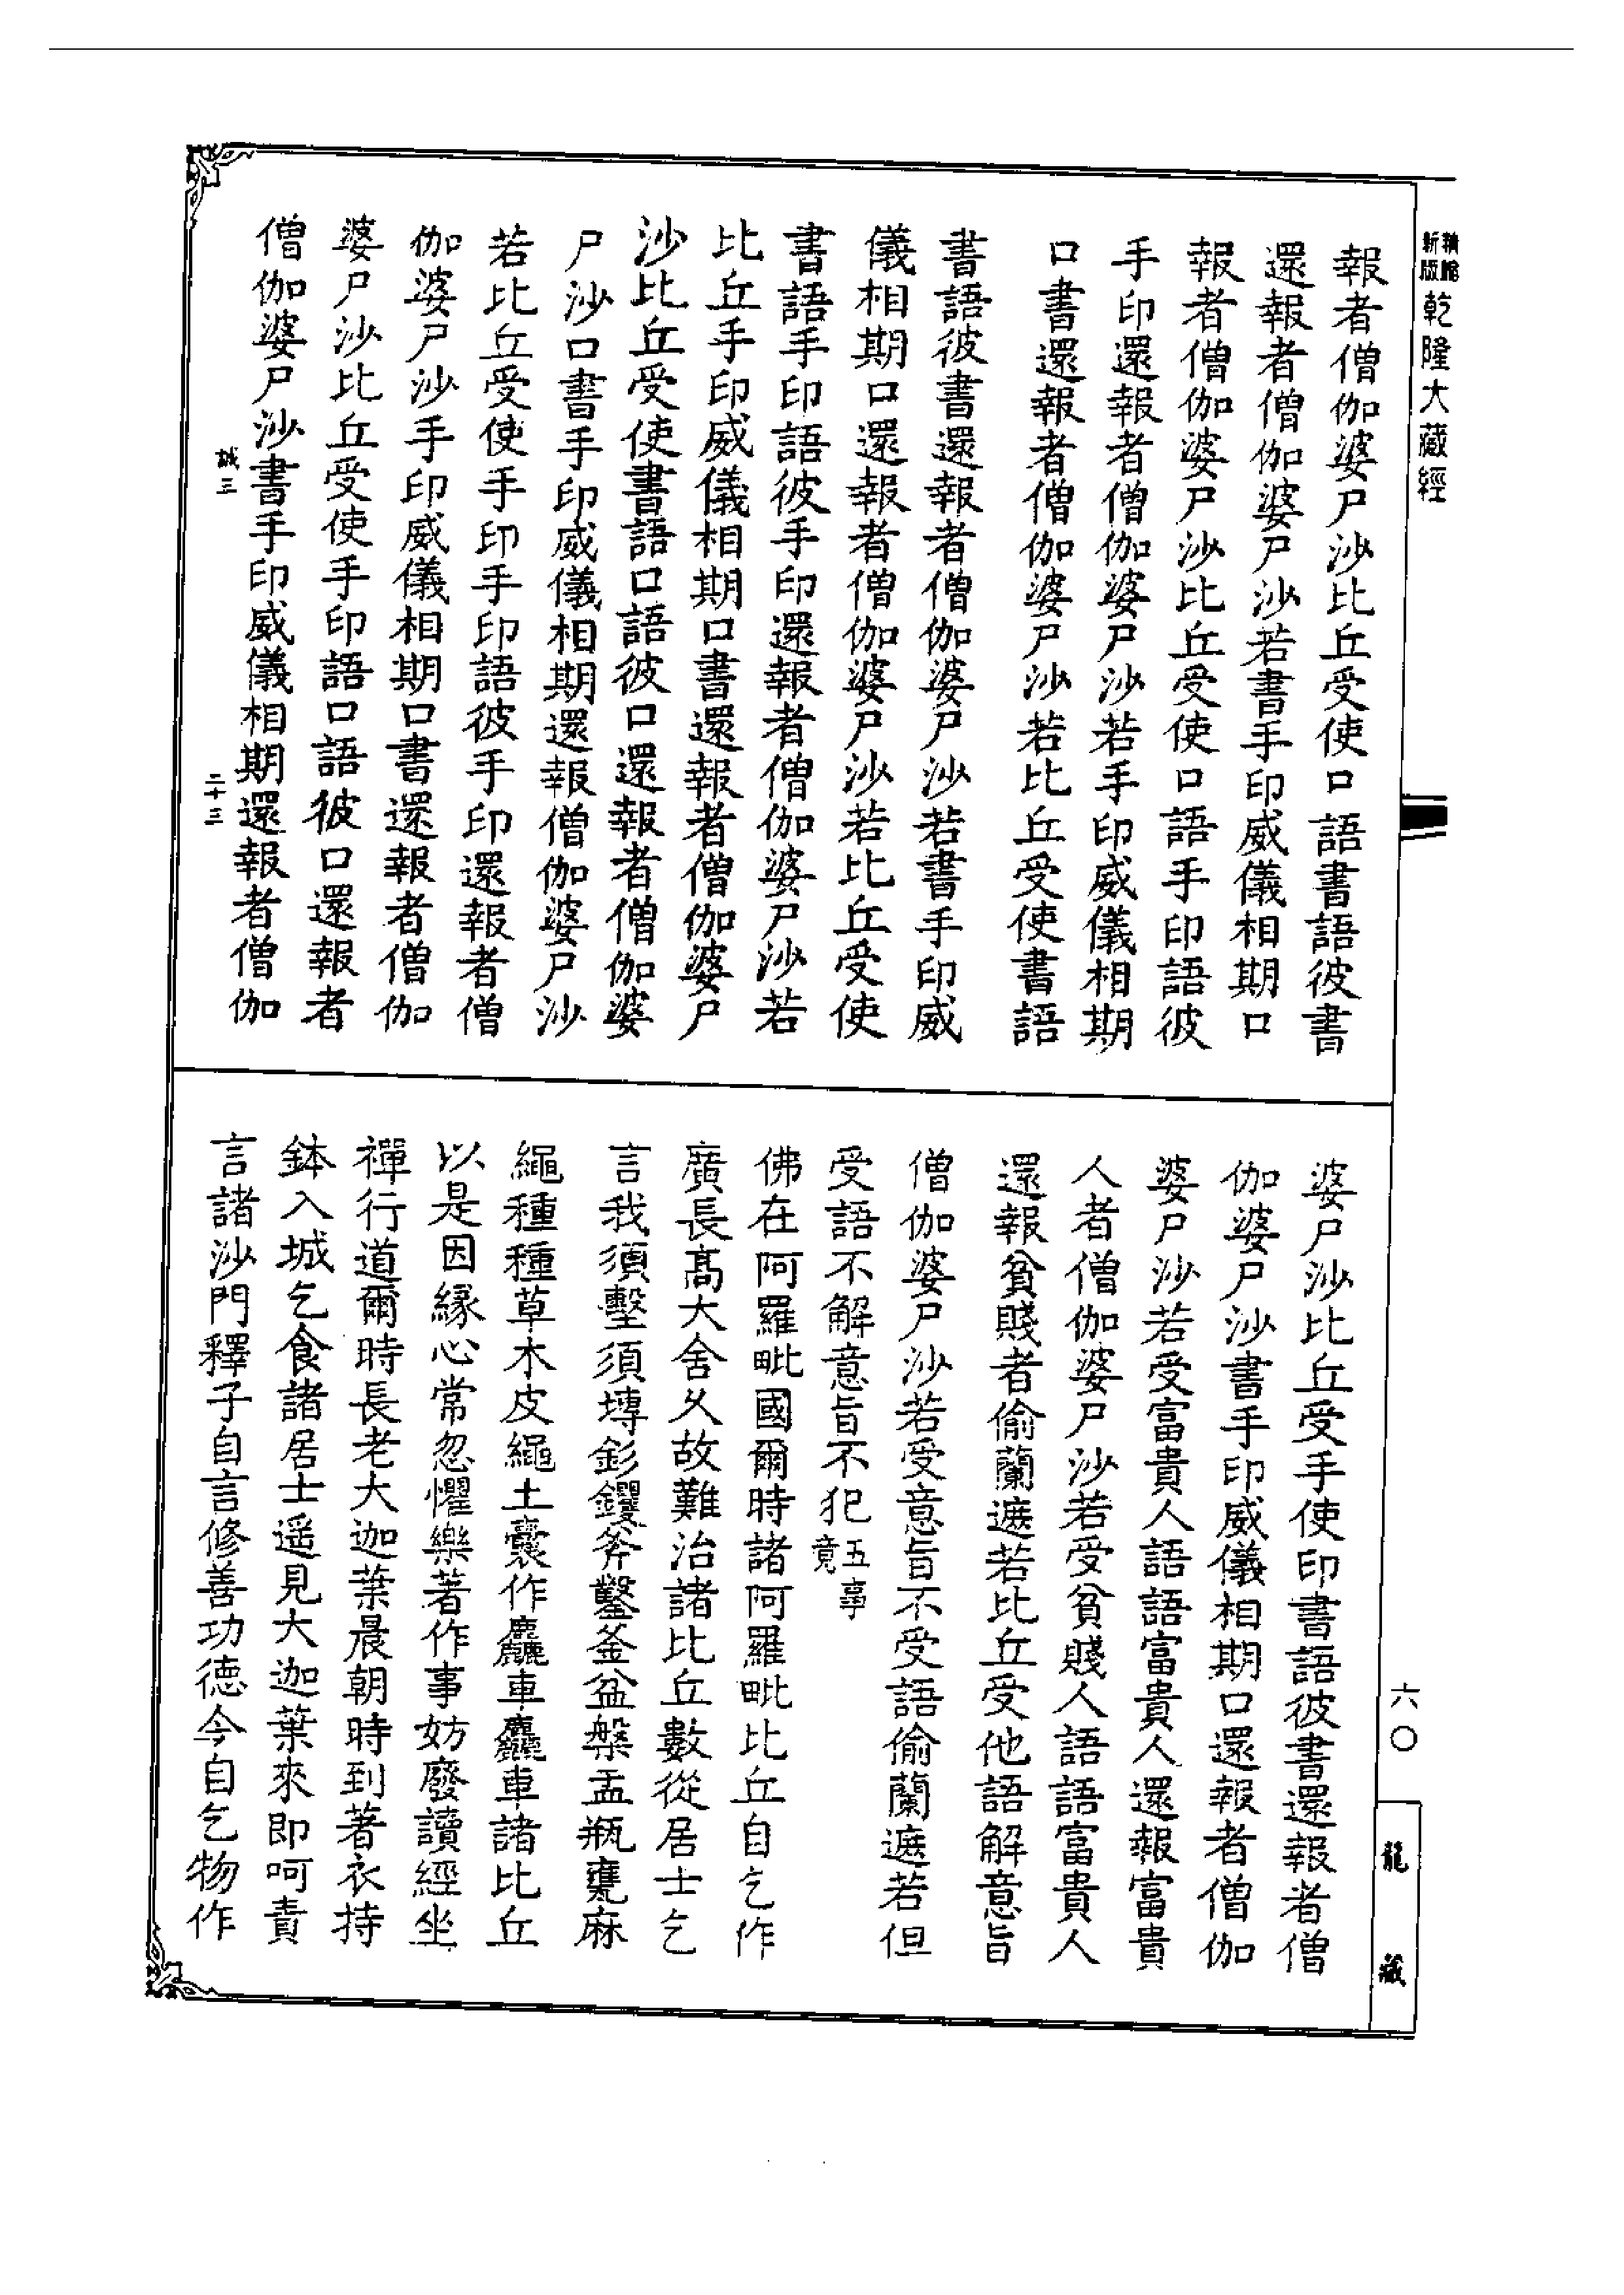 新版精縮乾隆大藏經
報者僧伽婆尸沙比丘受使口語書語彼書
還報者僧伽婆尸沙若書手印威儀相期口
報者僧伽婆尸沙比丘受使口語手印語彼
手印還報者僧伽婆尸沙若手印威儀相期
口書還報者僧伽婆尸沙若比丘受使書語
書語彼書還報者僧伽婆尸沙若書手印威
儀相期口還報者僧伽婆尸沙若比丘受使
書語手印語彼手印還報者僧伽婆尸沙若
比丘手印威儀相期口書還報者僧伽婆尸
沙比丘受使書語口語彼口還報者僧伽婆
尸沙口書手印威儀相期還報僧伽婆尸沙
若比丘受使手印手印語彼手印還報者僧
伽婆尸沙手印威儀相期口書還報者僧伽
婆尸沙比丘受使手印語口語彼口還報者
僧伽婆尸沙書手印威儀相期還報者僧伽
誠三
二十三
婆尸沙比丘受手使印書語彼書還報者僧
伽婆尸沙書手印威儀相期口還報者僧伽
婆尸沙若受富貴人語語富貴人還報富貴
人者僧伽婆尸沙若受貧賤人語語富貴人
還報貧賤者偷蘭遮若比丘受他語解意旨
僧伽婆尸沙若受意旨不受語偷蘭遮若但
受語不解意旨不犯五事竟
佛在阿羅毗國爾時諸阿羅毗比丘自乞作
廣長高大舍久故難治諸比丘數從居士乞
言我須墼須塼釤钁斧鑿釜盆槃盂瓶甕麻
繩種種草木皮繩土囊作麤車麤車諸比丘
以是因緣心常忽懼樂著作事妨廢讀經坐
禪行道爾時長老大迦葉晨朝時到著衣持
鉢入城乞食諸居士遥見大迦葉來即呵責
言諸沙門釋子自言修善功德今自乞物作
六〇
龍藏